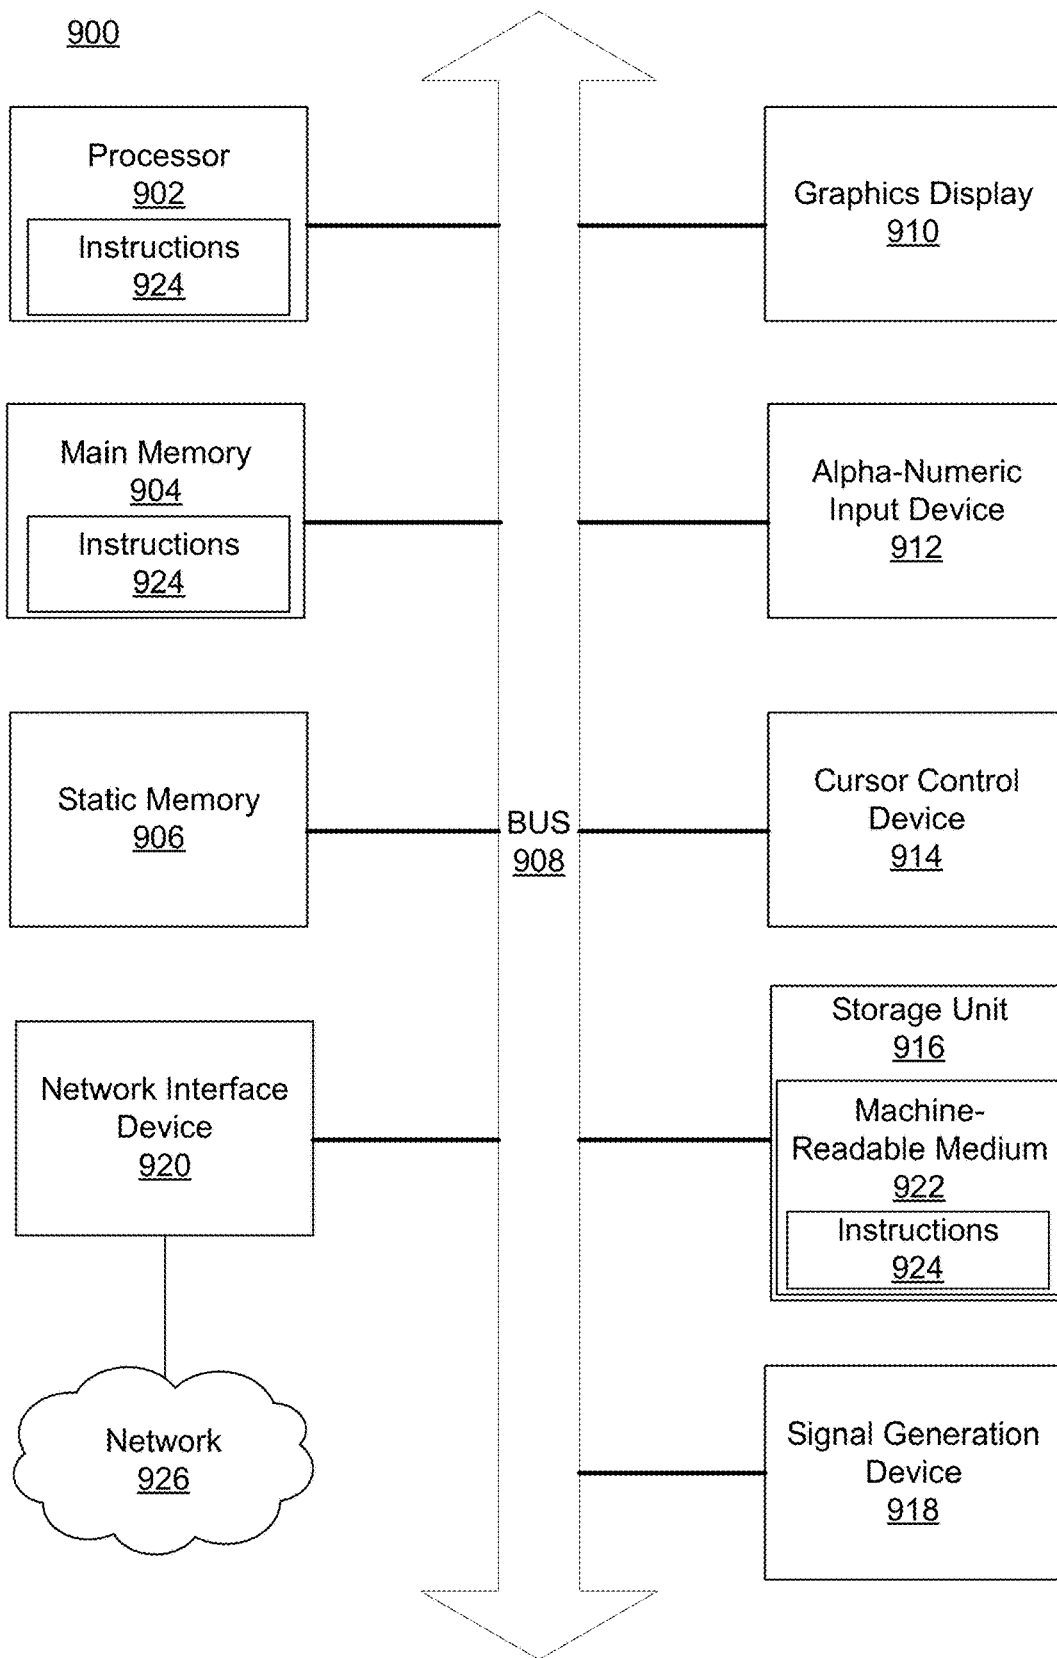 900
Processor
902
Instructions
924
Main Memory
904
Instructions
924
Static Memory
906
Network Interface
Device
920
Network
926
BUS
908
Graphics Display
910
Alpha-Numeric
Input Device
912
Cursor Control
Device
914
Storage Unit
916
Machine-
Readable Medium
922
Instructions
924
Signal Generation
Device
918